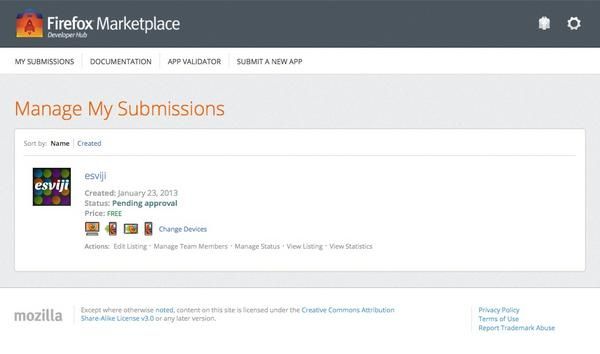 Firefox Marketplace
Developer Hub
MY SUBMISSIONS DOCUMENTATION APP VALIDATOR SUBMIT A NEW APP
Manage My Submissions
Sort by: Name Created
esviji
esviji
Created: January 23, 2013
Status: Pending approval
Price: FREE
Change Devices
Actions: Edit Listing · Manage Team Members · Manage Status · View Listing · View Statistics
mozilla
Except where otherwise noted, content on this site is licensed under the Creative Commons Attribution
Share-Alike License v3.0 or any later version.
Privacy Policy
Terms of Use
Report Trademark Abuse